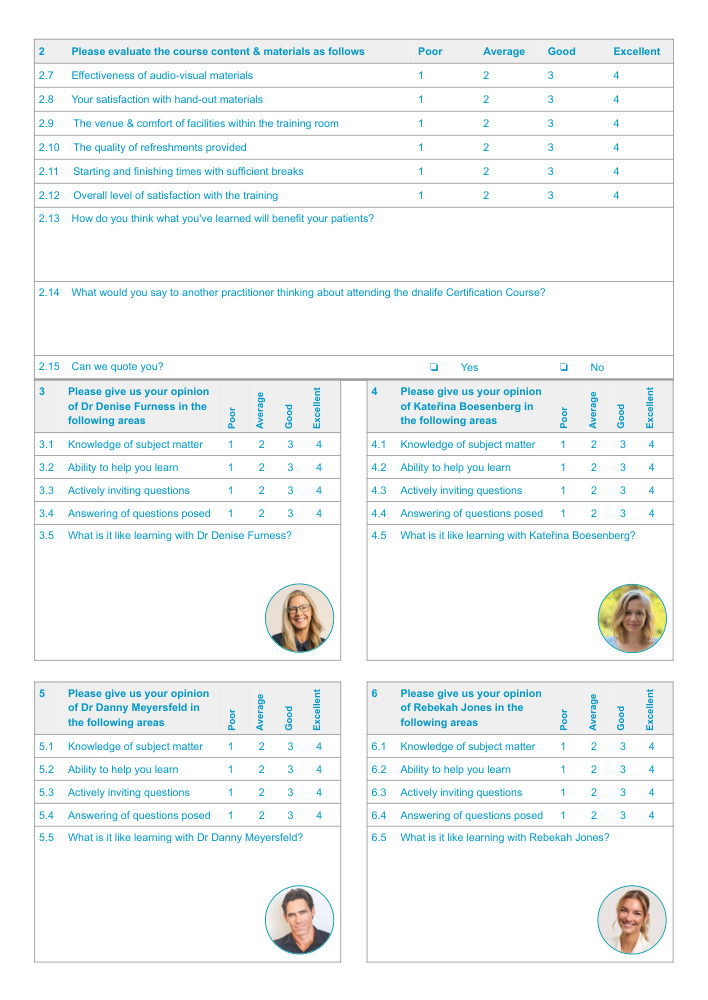 2 Please evaluate the course content & materials as follows Poor Average Good Excellent
2.7 Effectiveness of audio-visual materials 1 2 3 4
2.8 Your satisfaction with hand-out materials 1 2 3 4
2.9 The venue & comfort of facilities within the training room 1 2 3 4
2.10 The quality of refreshments provided 1 2 3 4
2.11 Starting and finishing times with sufficient breaks 1 2 3 4
2.12 Overall level of satisfaction with the training 1 2 3 4
2.13 How do you think what you've learned will benefit your patients?
2.14 What would you say to another practitioner thinking about attending the dnalife Certification Course?
2.15 Can we quote you? ❏ Yes ❏ No
3 Please give us your opinion
of Dr Denise Furness in the
following areas
Poor Average Good Excellent
3.1 Knowledge of subject matter 1 2 3 4
3.2 Ability to help you learn 1 2 3 4
3.3 Actively inviting questions 1 2 3 4
3.4 Answering of questions posed 1 2 3 4
3.5 What is it like learning with Dr Denise Furness?
4 Please give us your opinion
of Kateřina Boesenberg in
the following areas
Poor Average Good Excellent
4.1 Knowledge of subject matter 1 2 3 4
4.2 Ability to help you learn 1 2 3 4
4.3 Actively inviting questions 1 2 3 4
4.4 Answering of questions posed 1 2 3 4
4.5 What is it like learning with Kateřina Boesenberg?
5 Please give us your opinion
of Dr Danny Meyersfeld in
the following areas
Poor Average Good Excellent
5.1 Knowledge of subject matter 1 2 3 4
5.2 Ability to help you learn 1 2 3 4
5.3 Actively inviting questions 1 2 3 4
5.4 Answering of questions posed 1 2 3 4
5.5 What is it like learning with Dr Danny Meyersfeld?
6 Please give us your opinion
of Rebekah Jones in the
following areas
Poor Average Good Excellent
6.1 Knowledge of subject matter 1 2 3 4
6.2 Ability to help you learn 1 2 3 4
6.3 Actively inviting questions 1 2 3 4
6.4 Answering of questions posed 1 2 3 4
6.5 What is it like learning with Rebekah Jones?